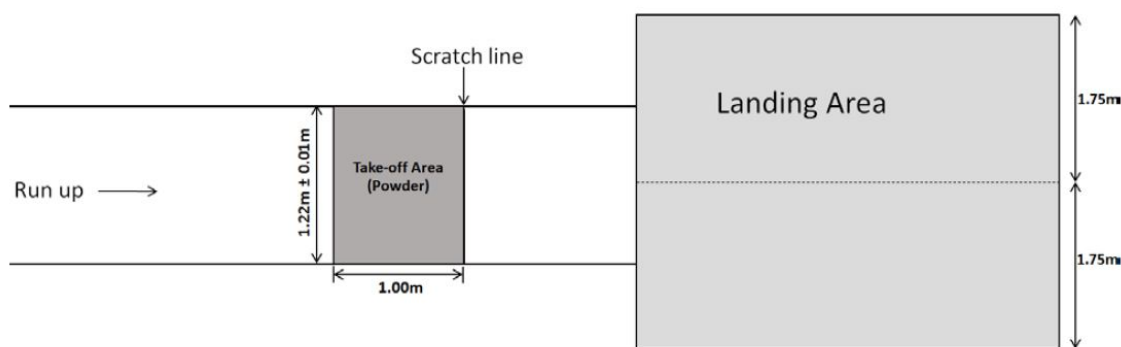 Scratch line
Landing Area
1.75m
Take-off Area
(Powder)
1.22m ± 0.01m
Run up
1.75m
1.00m